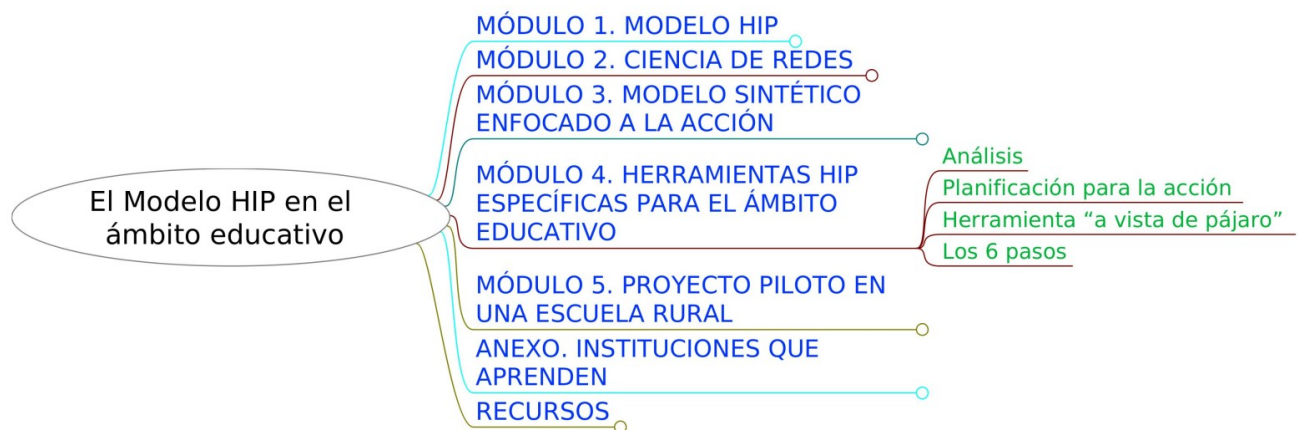 El Modelo HIP en el
ámbito educativo
MÓDULO 1. MODELO HIP
MÓDULO 2. CIENCIA DE REDES
MÓDULO 3. MODELO SINTÉTICO
ENFOCADO A LA ACCIÓN
MÓDULO 4. HERRAMIENTAS HIP
ESPECÍFICAS PARA EL ÁMBITO
EDUCATIVO
Análisis
Planificación para la acción
Herramienta “a vista de pájaro”
Los 6 pasos
MÓDULO 5. PROYECTO PILOTO EN
UNA ESCUELA RURAL
ANEXO. INSTITUCIONES QUE
APRENDEN
RECURSOS